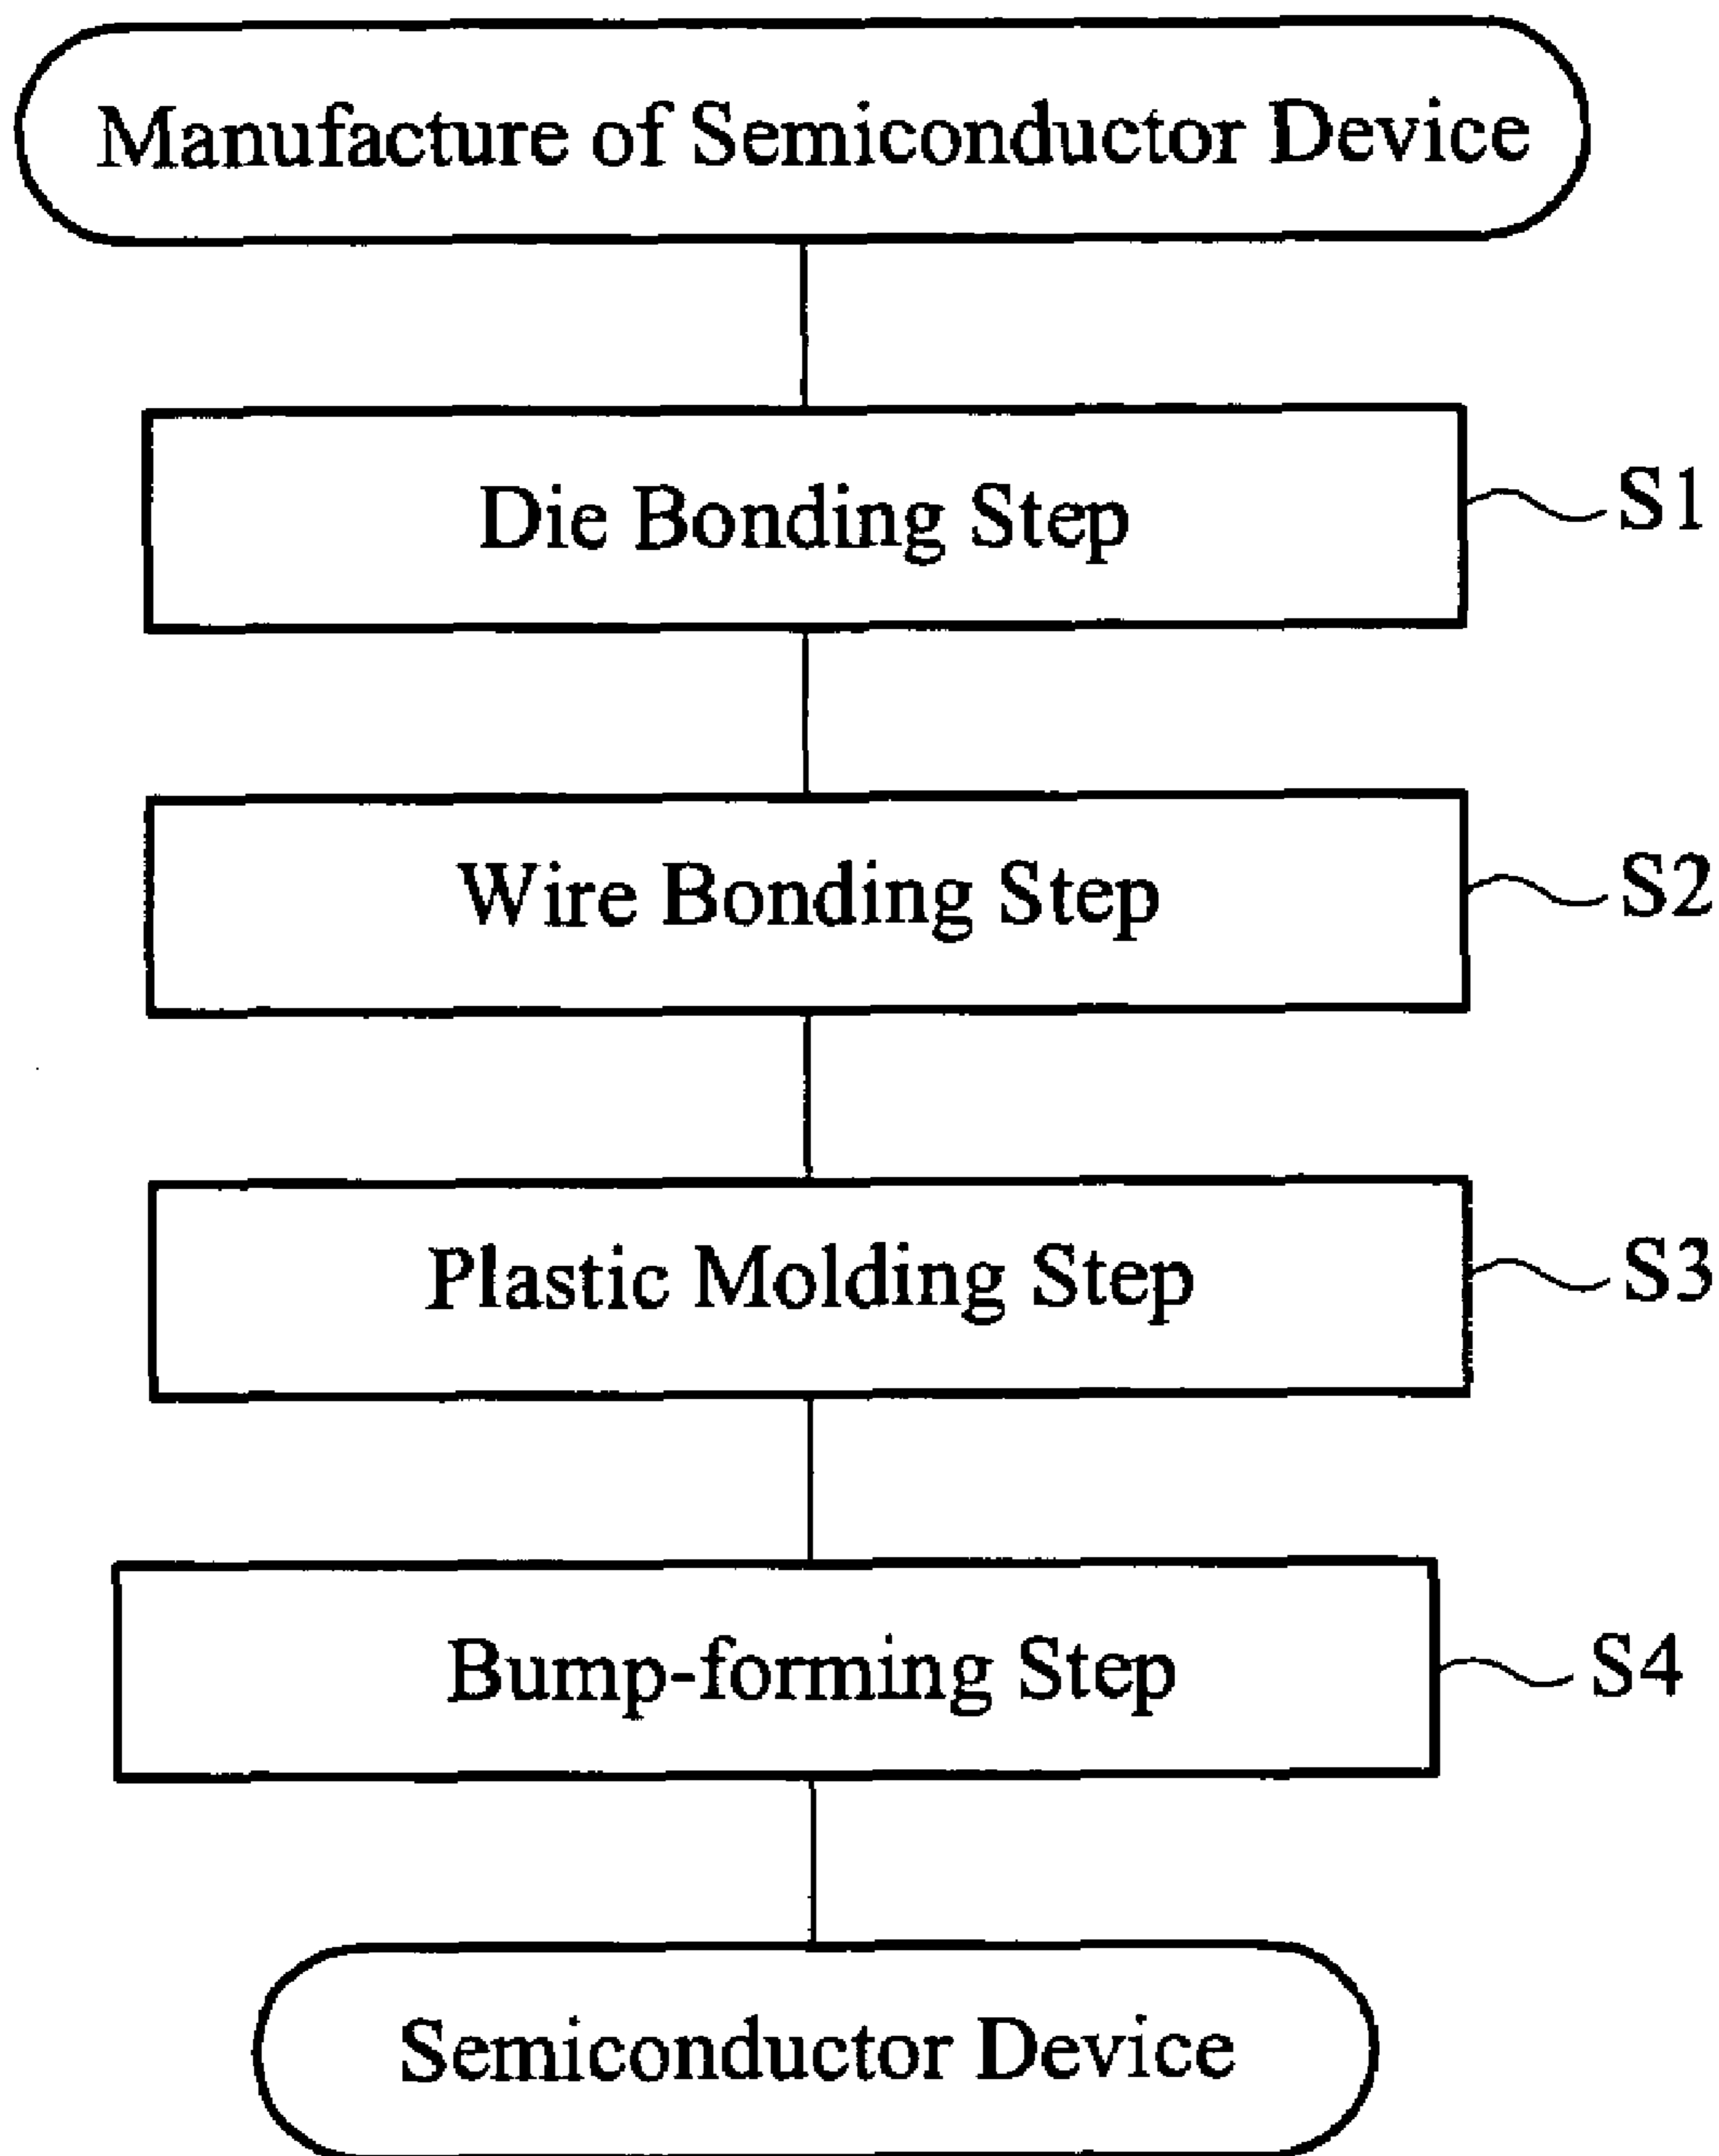 Manufacture of Semiconductor Device
Die Bonding Step
S1
Wire Bonding Step
S2
Plastic Molding Step
S3
Bump-forming Step
S4
Semiconductor Device